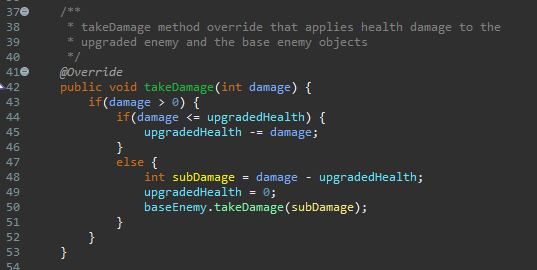 37 /**
38 * takeDamage method override that applies health damage to the
39 * upgraded enemy and the base enemy objects
40 */
41 @Override
42 public void takeDamage(int damage) {
43 if(damage > 0) {
44 if(damage <= upgradedHealth) {
45 upgradedHealth -= damage;
46 }
47 else {
48 int subDamage = damage - upgradedHealth;
49 upgradedHealth = 0;
50 baseEnemy.takeDamage(subDamage);
51 }
52 }
53 }
54